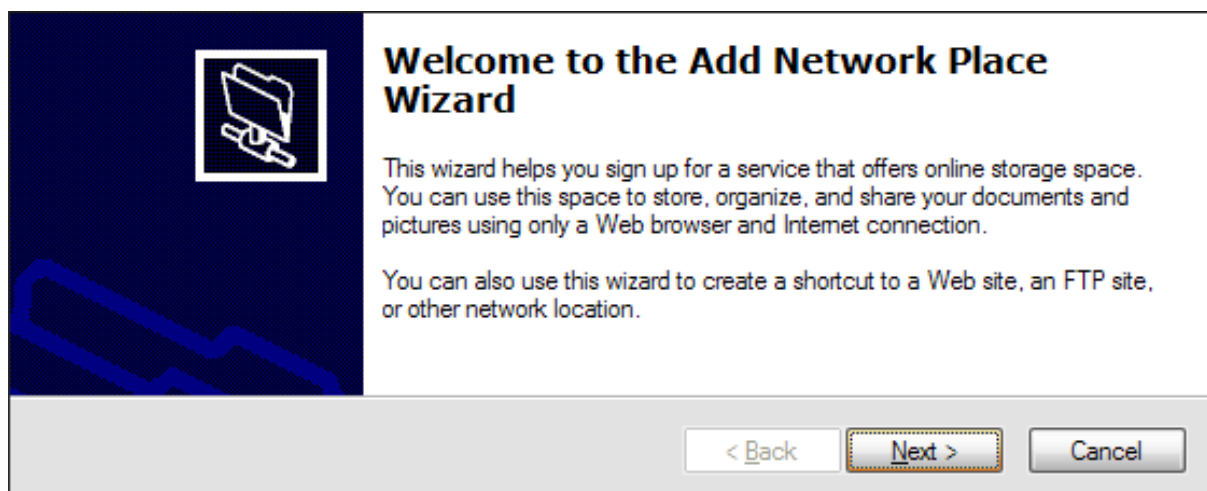 Welcome to the Add Network Place
Wizard
This wizard helps you sign up for a service that offers online storage space.
You can use this space to store, organize, and share your documents and
pictures using only a Web browser and Internet connection.
You can also use this wizard to create a shortcut to a Web site, an FTP site,
or other network location.
< Back Next > Cancel